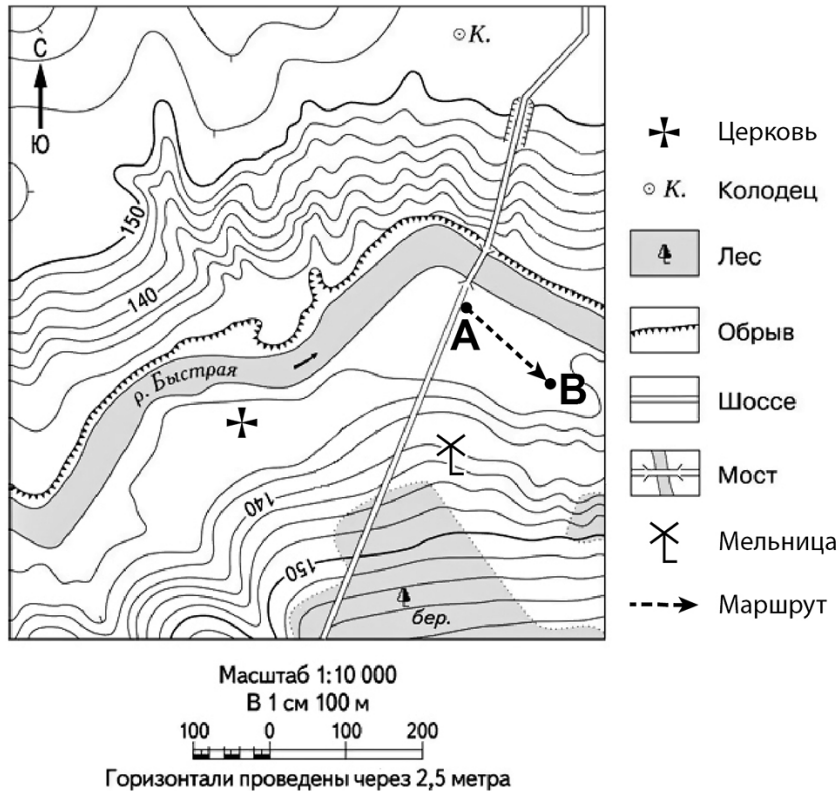 С
Ю
К.
150
140
р. Быстрая
А
В
140
150
бер.
Церковь
К.
Колодец
Лес
Обрыв
Шоссе
Мост
Мельница
Маршрут
Масштаб 1:10 000
В 1 см 100 м
100 0 100 200
Горизонтали проведены через 2,5 метра